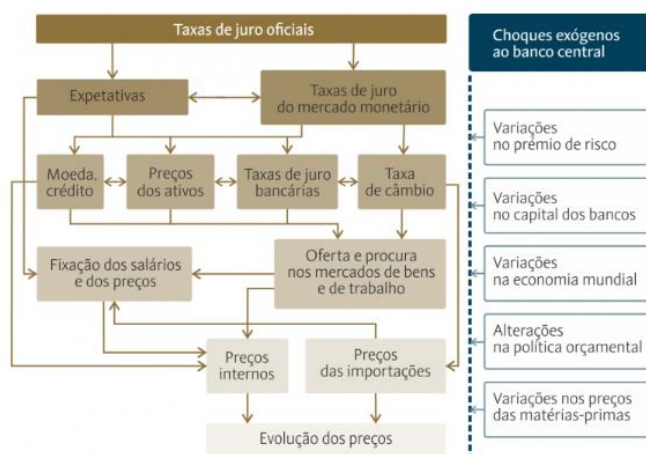 Taxas de juro oficiais
Choques exógenos
ao banco central
Expetativas
Taxas de juro
do mercado monetário
Variações
no prémio de risco
Moeda,
crédito
Preços
dos ativos
Taxas de juro
bancárias
Taxa
de câmbio
Variações
no capital dos bancos
Fixação dos salários
e dos preços
Oferta e procura
nos mercados de bens
e de trabalho
Variações
na economia mundial
Preços
internos
Preços
das importações
Alterações
na política orçamental
Variações nos preços
das matérias-primas
Evolução dos preços